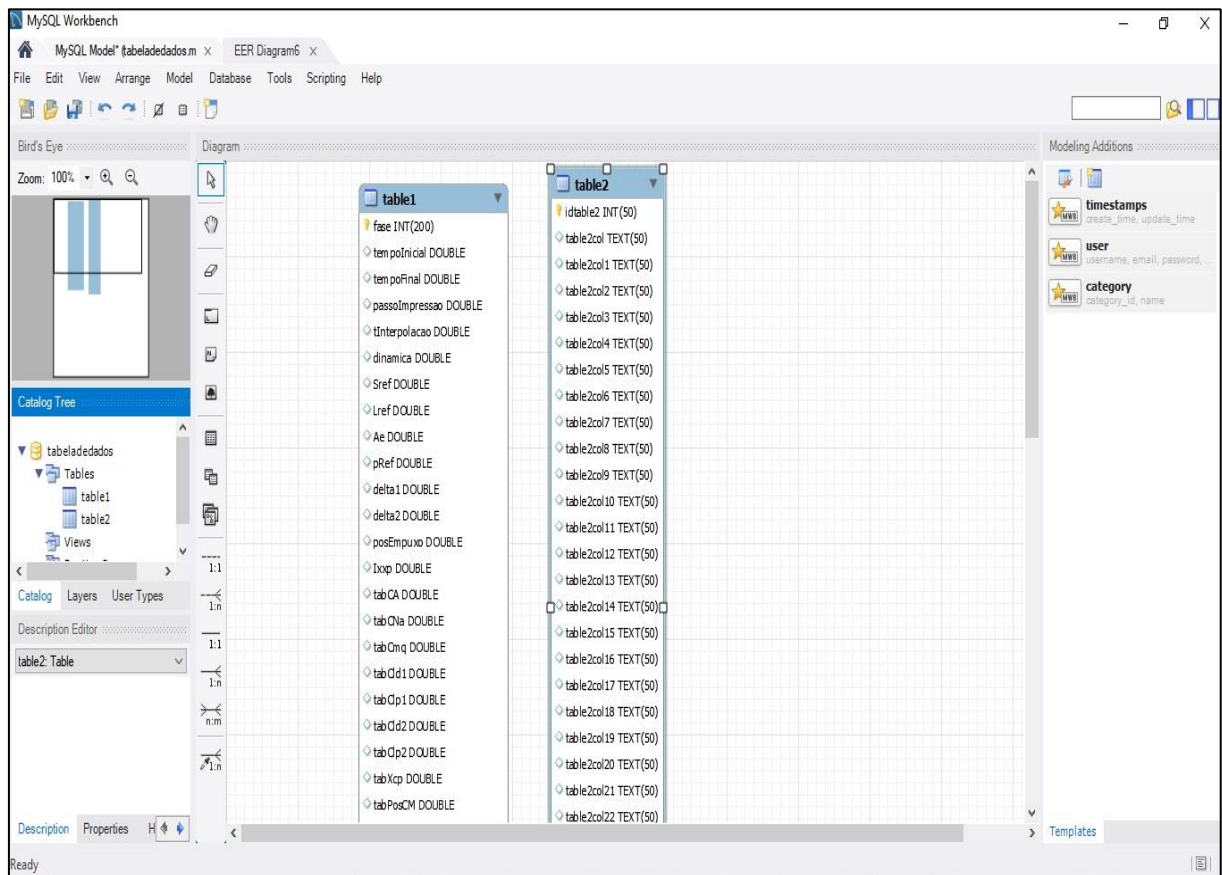 MySQL Workbench
MySQL Model* (tabeladedados.m
EER Diagram6
File Edit View Arrange Model Database Tools Scripting Help
Bird's Eye
Zoom: 100%
Catalog Tree
tabeladedados
Tables
table1
table2
Views
Catalog Layers User Types
Description Editor
table2: Table
Description Properties H
Ready
Diagram
1:1
1:n
1:1
1:n
n:m
1:n
table1
fase INT(200)
tempoInicial DOUBLE
tempoFinal DOUBLE
passoImpressao DOUBLE
tInterpolacao DOUBLE
dinamica DOUBLE
Sref DOUBLE
Lref DOUBLE
Ae DOUBLE
pRef DOUBLE
delta1 DOUBLE
delta2 DOUBLE
posEmpuxo DOUBLE
Ixxp DOUBLE
tabCA DOUBLE
tabCNa DOUBLE
tabCmq DOUBLE
tabCld1 DOUBLE
tabClp1 DOUBLE
tabCld2 DOUBLE
tabClp2 DOUBLE
tabXcp DOUBLE
tabPosCM DOUBLE
table2
idtable2 INT(50)
table2col TEXT(50)
table2col1 TEXT(50)
table2col2 TEXT(50)
table2col3 TEXT(50)
table2col4 TEXT(50)
table2col5 TEXT(50)
table2col6 TEXT(50)
table2col7 TEXT(50)
table2col8 TEXT(50)
table2col9 TEXT(50)
table2col10 TEXT(50)
table2col11 TEXT(50)
table2col12 TEXT(50)
table2col13 TEXT(50)
table2col14 TEXT(50)
table2col15 TEXT(50)
table2col16 TEXT(50)
table2col17 TEXT(50)
table2col18 TEXT(50)
table2col19 TEXT(50)
table2col20 TEXT(50)
table2col21 TEXT(50)
table2col22 TEXT(50)
Modeling Additions
MWB
timestamps
create_time, update_time
MWB
user
username, email, password, ...
MWB
category
category_id, name
Templates